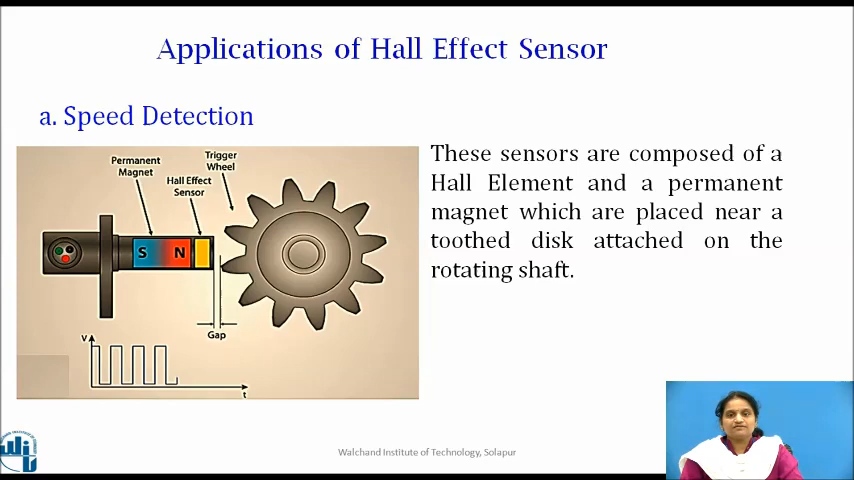 Applications of Hall Effect Sensor
a. Speed Detection
Permanent
Magnet
Trigger
Wheel
Hall Effect
Sensor
S
N
Gap
V
t
These sensors are composed of a
Hall Element and a permanent
magnet which are placed near a
toothed disk attached on the
rotating shaft.
Walchand Institute of Technology, Solapur